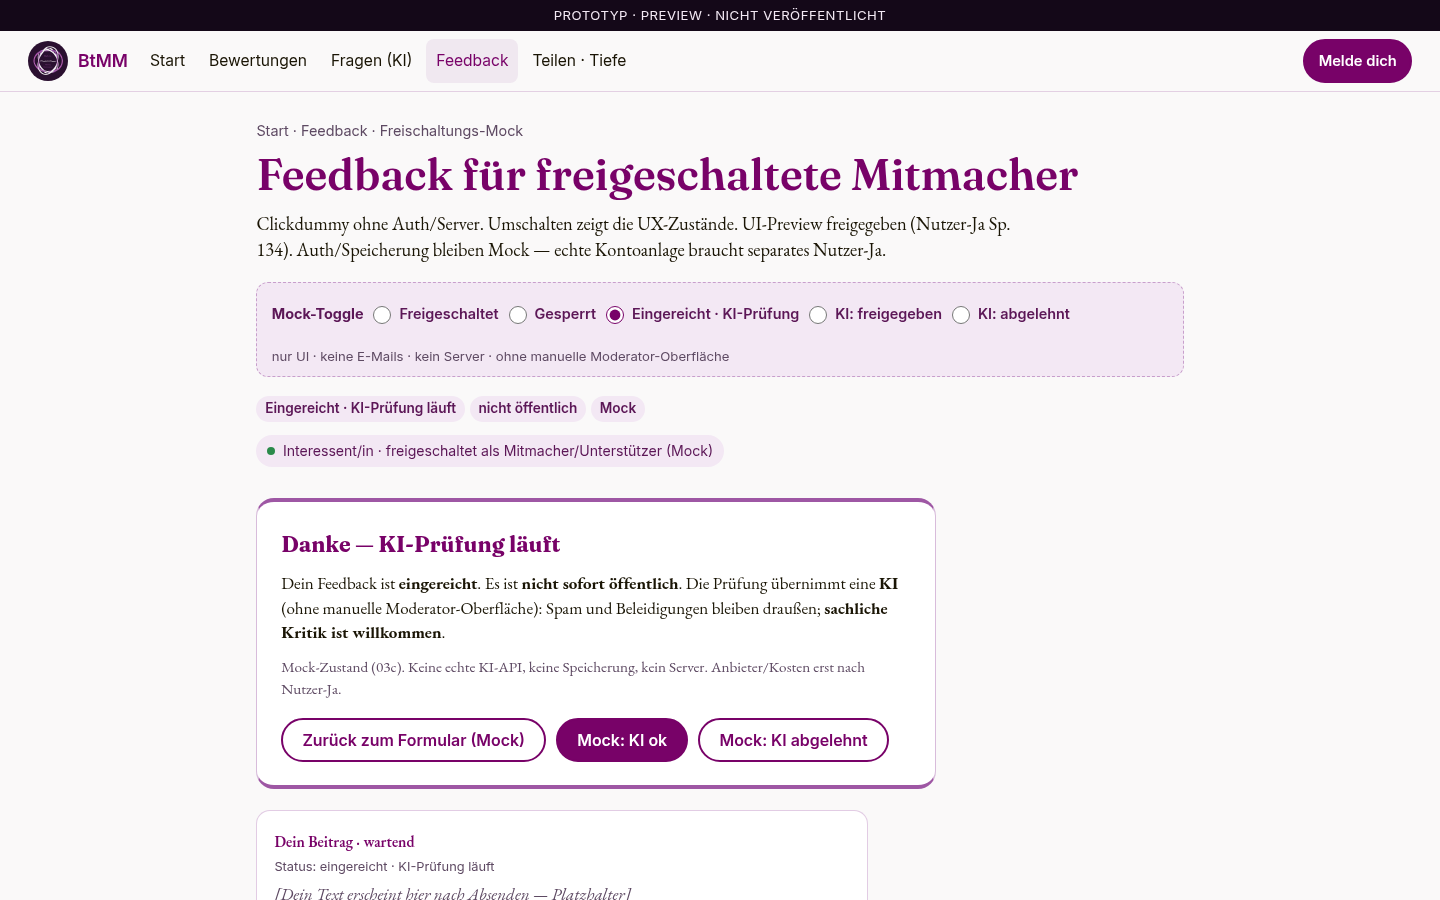 PROTOTYP · PREVIEW · NICHT VERÖFFENTLICHT
BtMM
Start
Bewertungen
Fragen (KI)
Feedback
Teilen · Tiefe
Melde dich
Start · Feedback · Freischaltungs-Mock
Feedback für freigeschaltete Mitmacher
Clickdummy ohne Auth/Server. Umschalten zeigt die UX-Zustände. UI-Preview freigegeben (Nutzer-Ja Sp.
134). Auth/Speicherung bleiben Mock — echte Kontoanlage braucht separates Nutzer-Ja.
Mock-Toggle Freigeschaltet Gesperrt Eingereicht · KI-Prüfung KI: freigegeben KI: abgelehnt
nur UI · keine E-Mails · kein Server · ohne manuelle Moderator-Oberfläche
Eingereicht · KI-Prüfung läuft nicht öffentlich Mock
Interessent/in · freigeschaltet als Mitmacher/Unterstützer (Mock)
Danke — KI-Prüfung läuft
Dein Feedback ist eingereicht. Es ist nicht sofort öffentlich. Die Prüfung übernimmt eine KI
(ohne manuelle Moderator-Oberfläche): Spam und Beleidigungen bleiben draußen; sachliche
Kritik ist willkommen.
Mock-Zustand (03c). Keine echte KI-API, keine Speicherung, kein Server. Anbieter/Kosten erst nach
Nutzer-Ja.
Zurück zum Formular (Mock) Mock: KI ok Mock: KI abgelehnt
Dein Beitrag · wartend
Status: eingereicht · KI-Prüfung läuft
[Dein Text erscheint hier nach Absenden — Platzhalter]